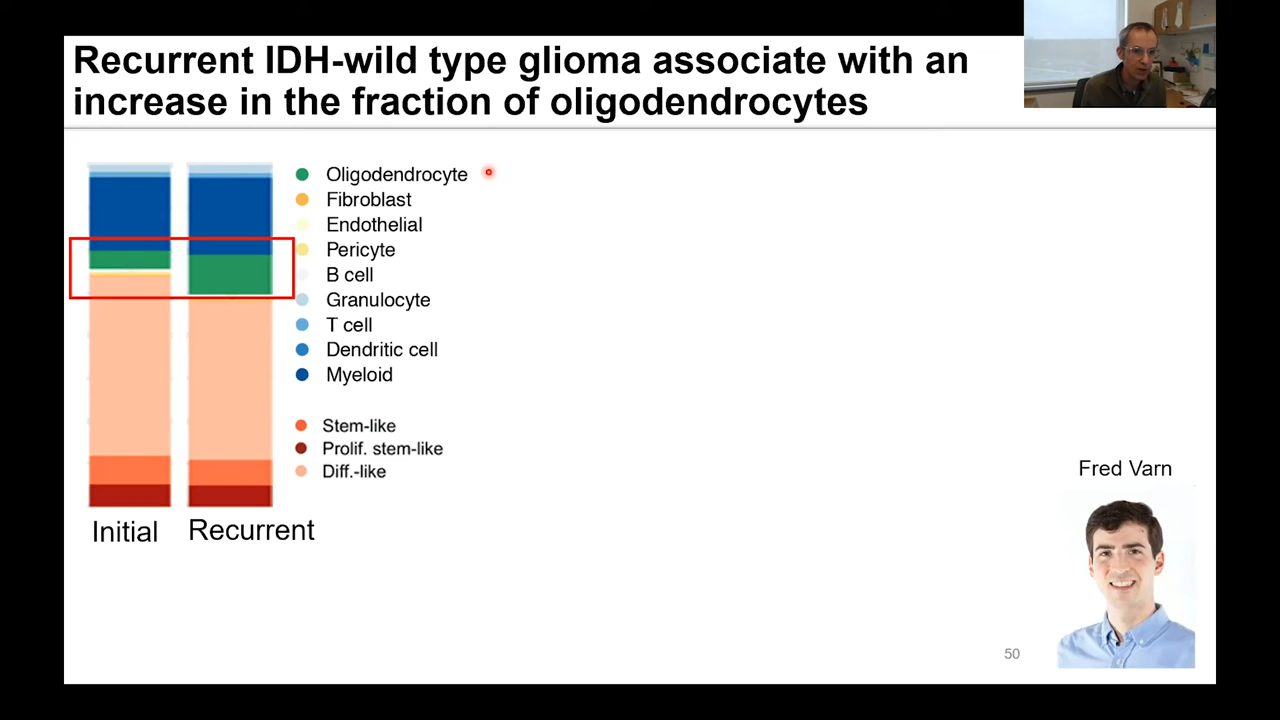 Recurrent IDH-wild type glioma associate with an
increase in the fraction of oligodendrocytes
Oligodendrocyte
Fibroblast
Endothelial
Pericyte
B cell
Granulocyte
T cell
Dendritic cell
Myeloid
Stem-like
Prolif. stem-like
Diff.-like
Initial
Recurrent
Fred Varn
50